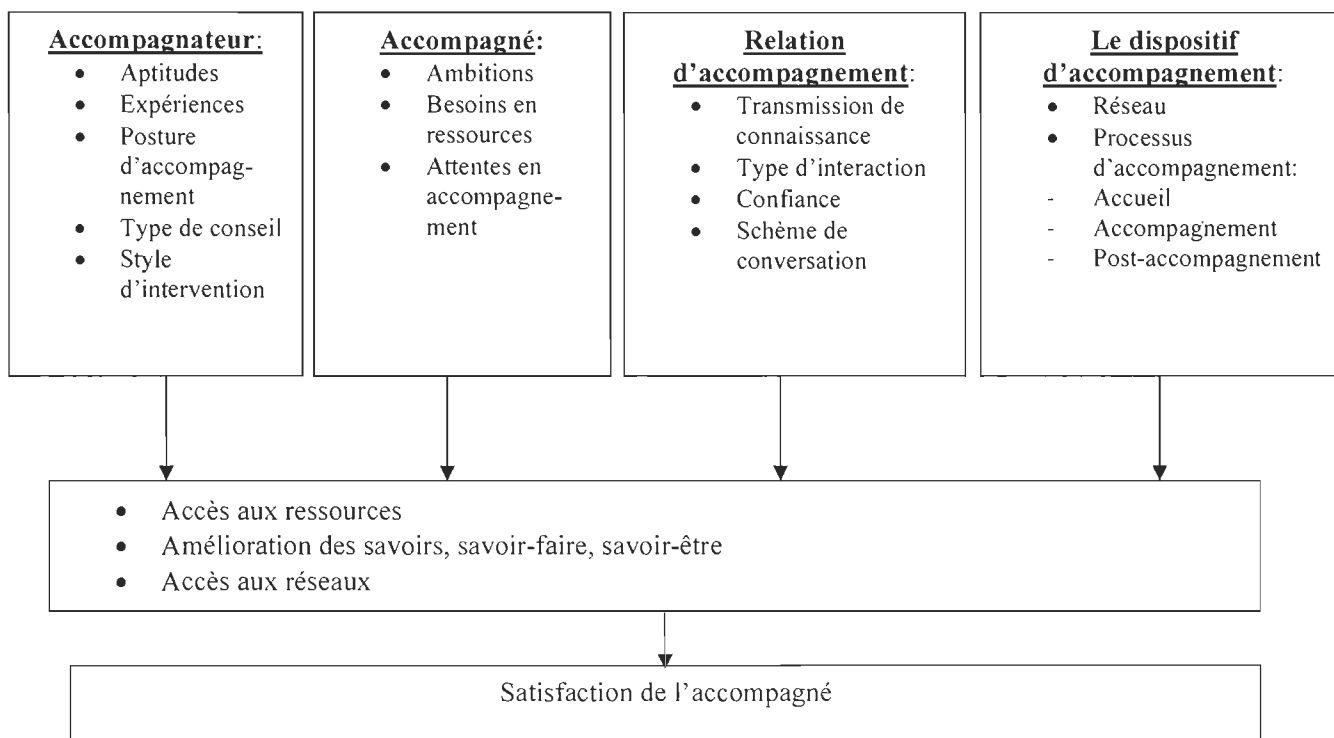 Accompagnateur:
• Aptitudes
• Expériences
• Posture
d'accompag-
nement
• Type de conseil
• Style
d'intervention
Accompagné:
• Ambitions
• Besoins en
ressources
• Attentes en
accompagne-
ment
Relation
d'accompagnement:
• Transmission de
connaissance
• Type d'interaction
• Confiance
• Schème de
conversation
Le dispositif
d'accompagnement:
• Réseau
• Processus
d'accompagnement:
- Accueil
- Accompagnement
- Post-accompagnement
• Accès aux ressources
• Amélioration des savoirs, savoir-faire, savoir-être
• Accès aux réseaux
Satisfaction de l'accompagné